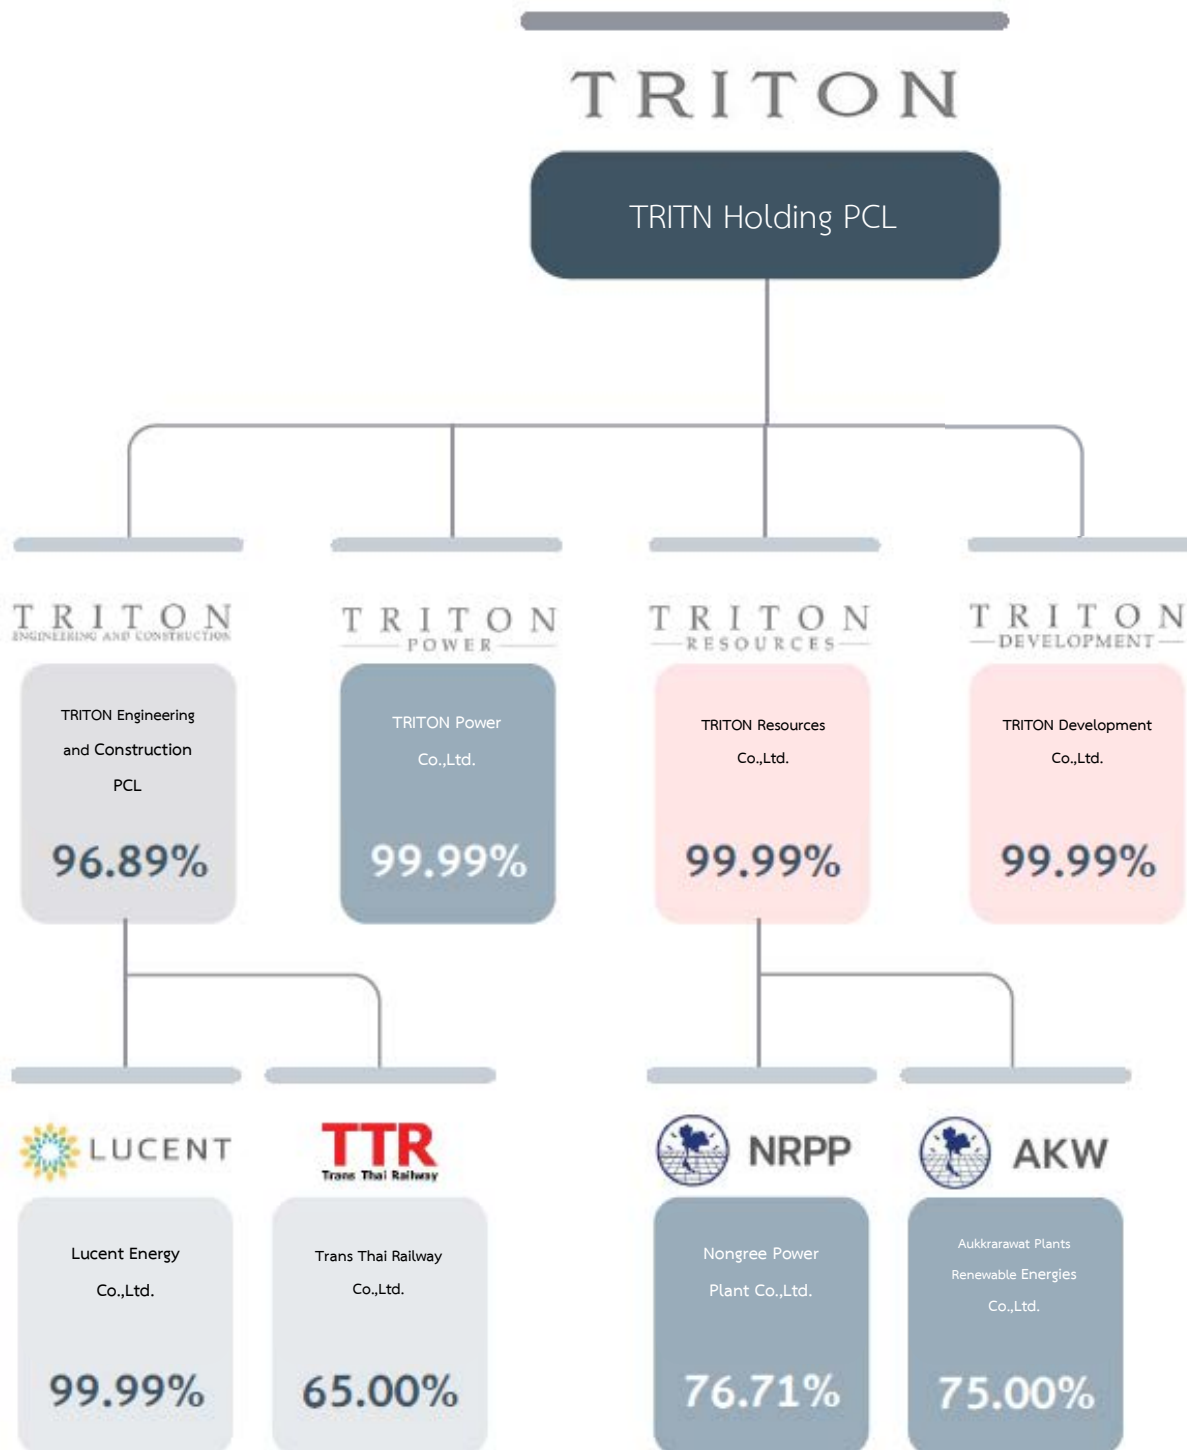 TRITON
TRITN Holding PCL
TRITON
ENGINEERING AND CONSTRUCTION
TRITON Engineering
and Construction
PCL
96.89%
TRITON
POWER
TRITON Power
Co.,Ltd.
99.99%
TRITON
RESOURCES
TRITON Resources
Co.,Ltd.
99.99%
TRITON
DEVELOPMENT
TRITON Development
Co.,Ltd.
99.99%
LUCENT
Lucent Energy
Co.,Ltd.
99.99%
TTR
Trans Thai Railway
Trans Thai Railway
Co.,Ltd.
65.00%
NRPP
Nongree Power
Plant Co.,Ltd.
76.71%
AKW
Aukkrarawat Plants
Renewable Energies
Co.,Ltd.
75.00%